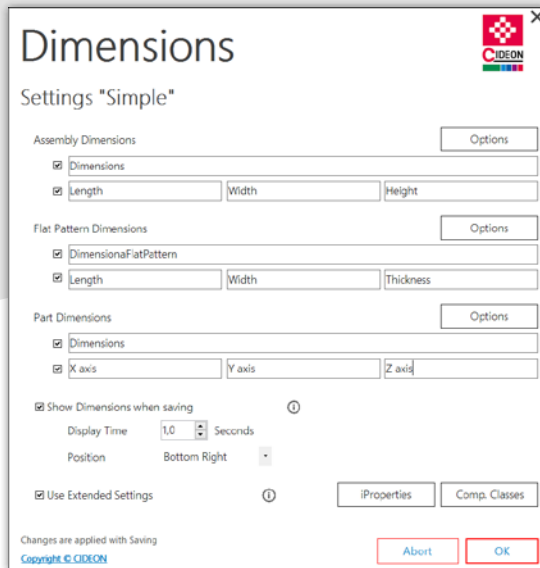 Dimensions
CIDEON
Settings "Simple"
Assembly Dimensions Options
Dimensions
Length Width Height
Flat Pattern Dimensions Options
DimensionaFlatPattern
Length Width Thickness
Part Dimensions Options
Dimensions
X axis Y axis Z axis
Show Dimensions when saving
Display Time 1,0 Seconds
Position Bottom Right
Use Extended Settings iProperties Comp. Classes
Changes are applied with Saving
Copyright © CIDEON Abort OK